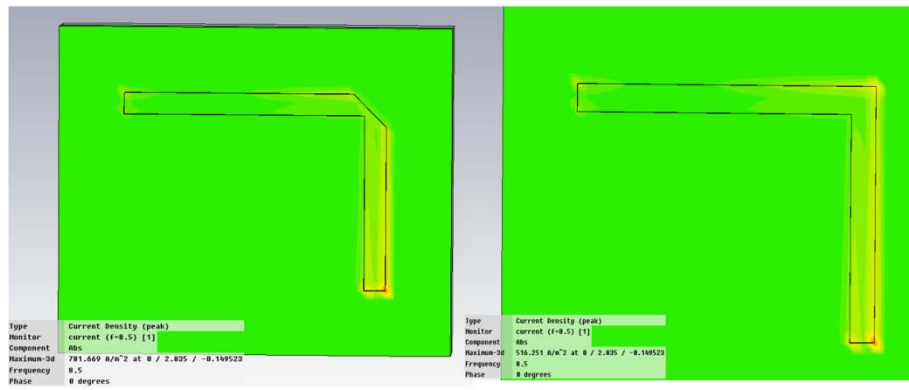 Type Current Density (peak)
Monitor current (f=8.5) [1]
Component Abs
Maximum-3d 781.669 A/m^2 at 0 / 2.835 / -0.149523
Frequency 8.5
Phase 0 degrees
Type Current Density (peak)
Monitor current (f=8.5) [1]
Component Abs
Maximum-3d 516.251 A/m^2 at 0 / 2.835 / -0.149523
Frequency 8.5
Phase 0 degrees